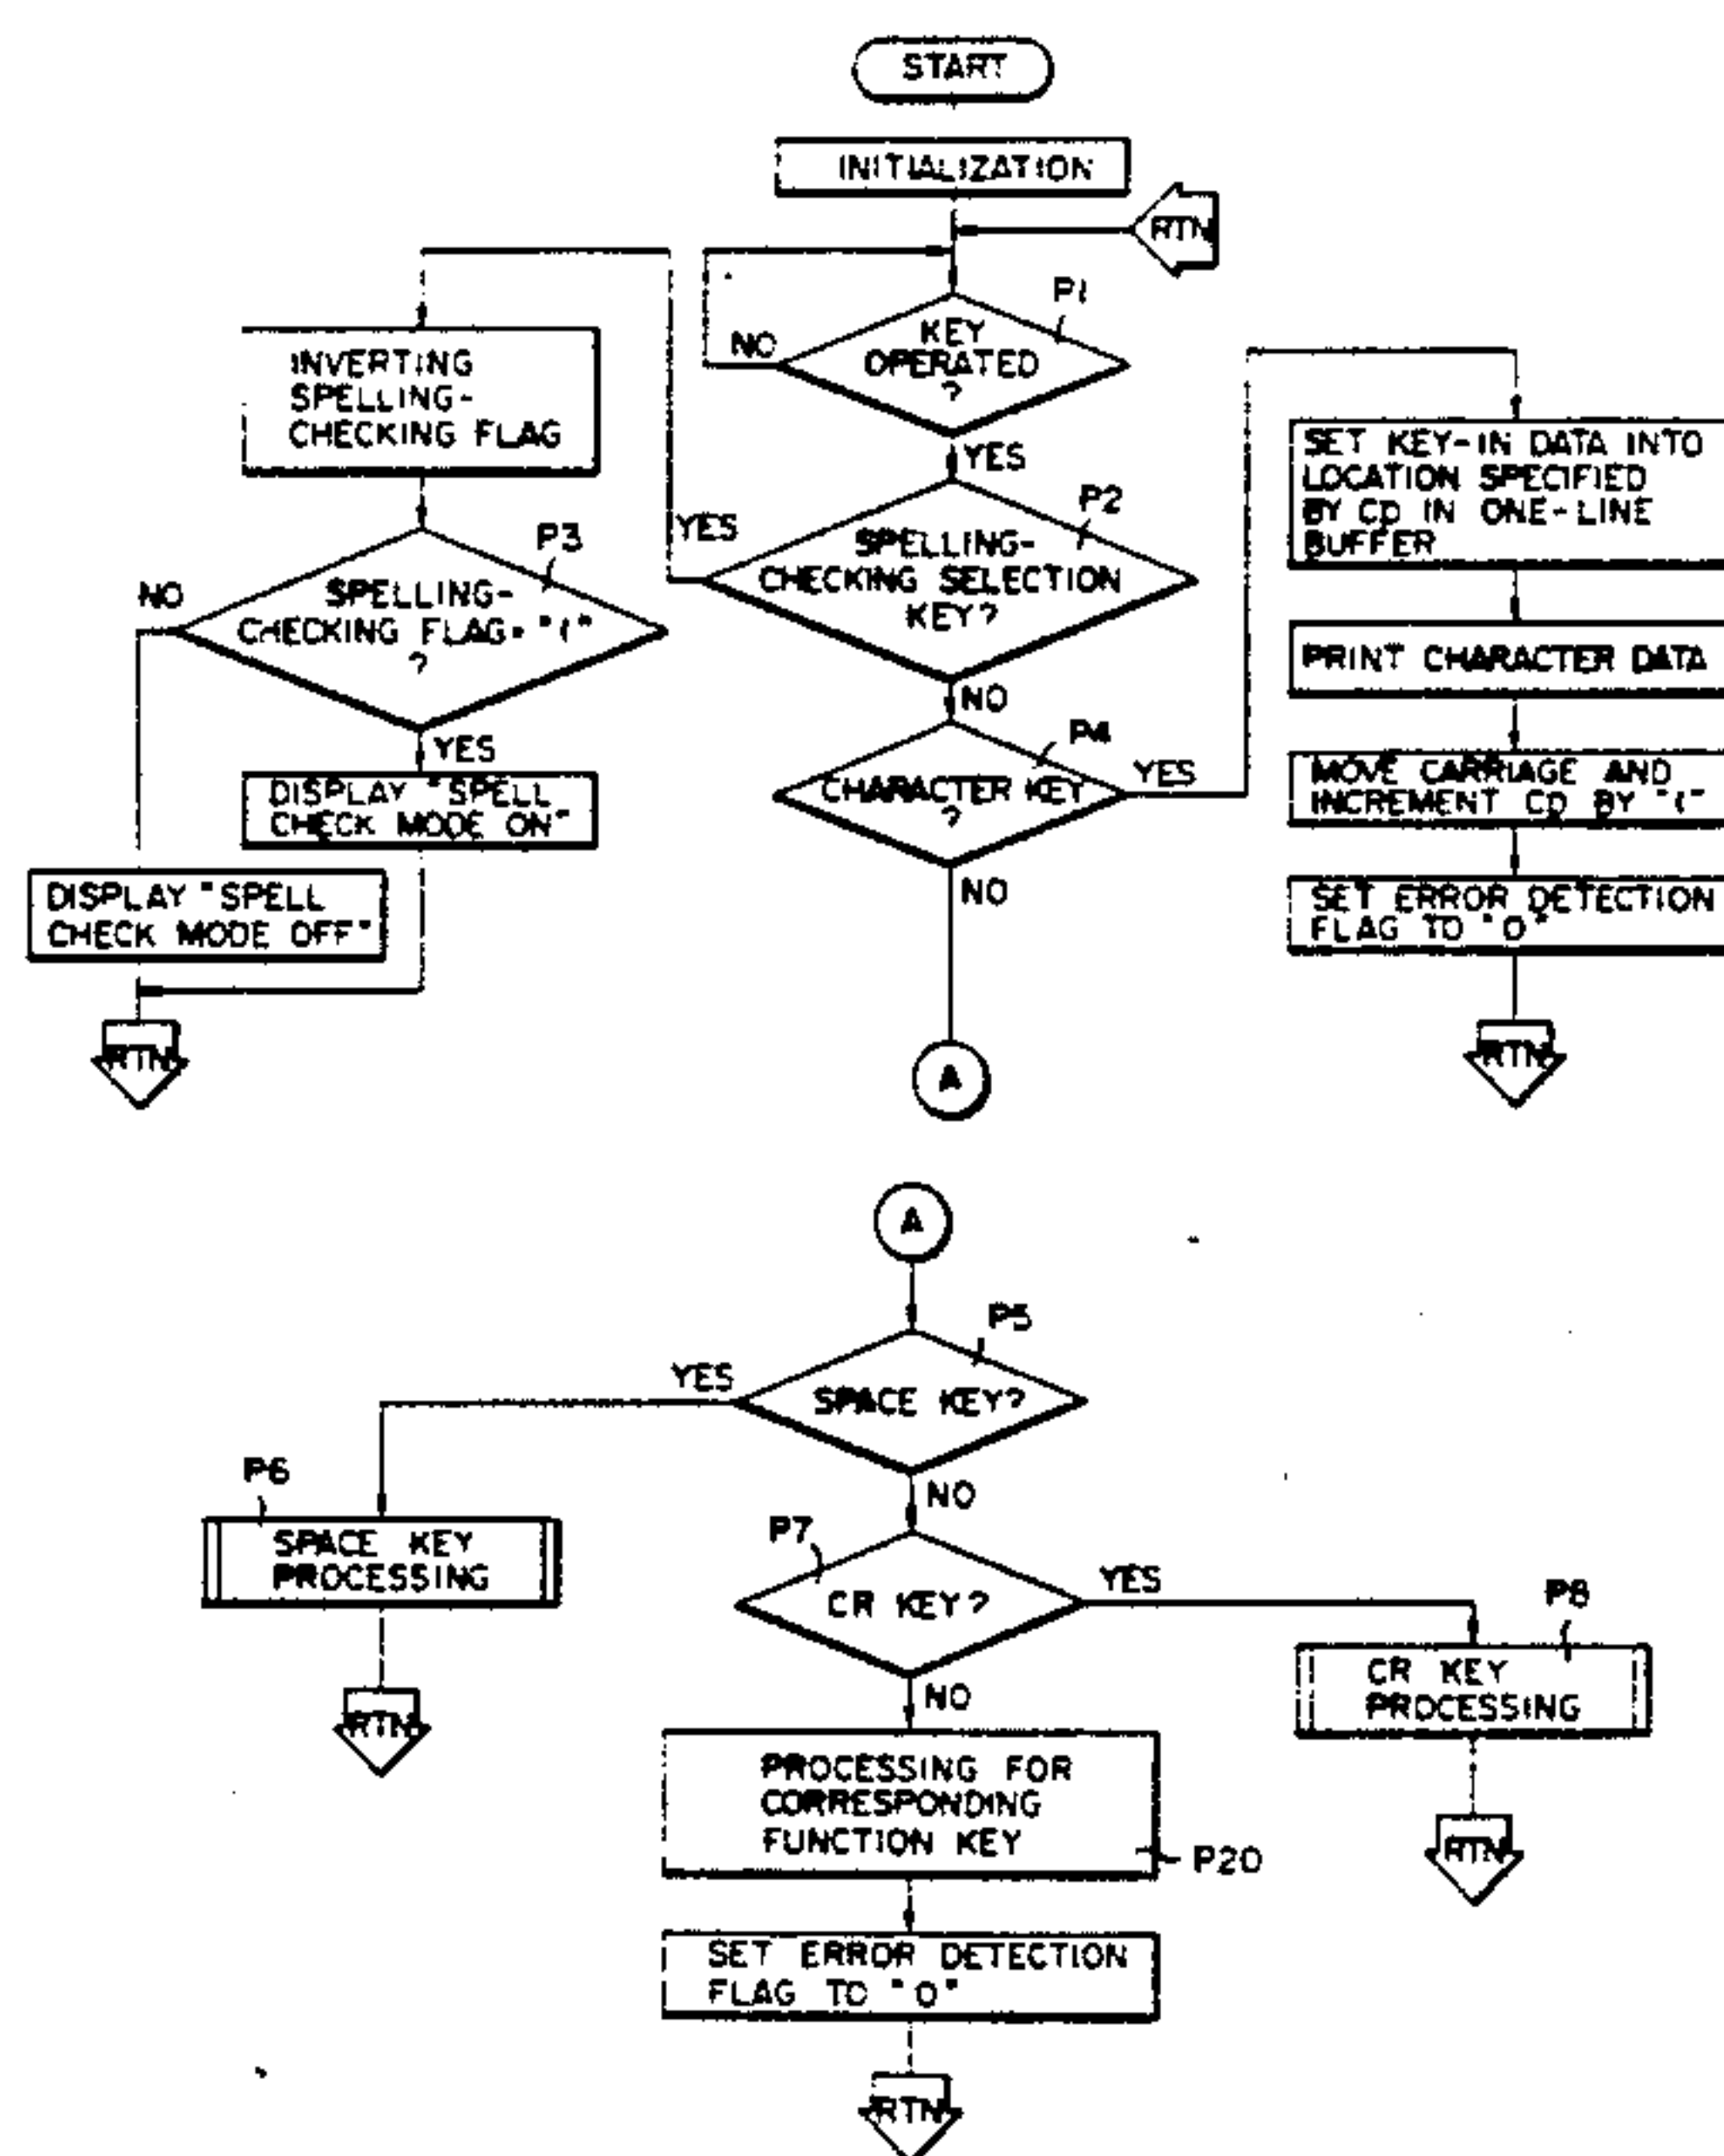 START
INITIALIZATION
RTN
P1
KEY
OPERATED
?
NO
YES
INVERTING
SPELLING-
CHECKING FLAG
P2
SPELLING-
CHECKING SELECTION
KEY?
YES
NO
P3
SPELLING-
CHECKING FLAG="1"
?
NO
YES
DISPLAY "SPELL
CHECK MODE ON"
DISPLAY "SPELL
CHECK MODE OFF"
RTN
P4
CHARACTER KEY
?
YES
NO
A
SET KEY-IN DATA INTO
LOCATION SPECIFIED
BY CD IN ONE-LINE
BUFFER
PRINT CHARACTER DATA
MOVE CARRIAGE AND
INCREMENT CD BY "1"
SET ERROR DETECTION
FLAG TO "0"
RTN
A
P5
SPACE KEY?
YES
NO
P6
SPACE KEY
PROCESSING
RTN
P7
CR KEY?
YES
NO
P8
CR KEY
PROCESSING
RTN
PROCESSING FOR
CORRESPONDING
FUNCTION KEY
P20
SET ERROR DETECTION
FLAG TO "0"
RTN